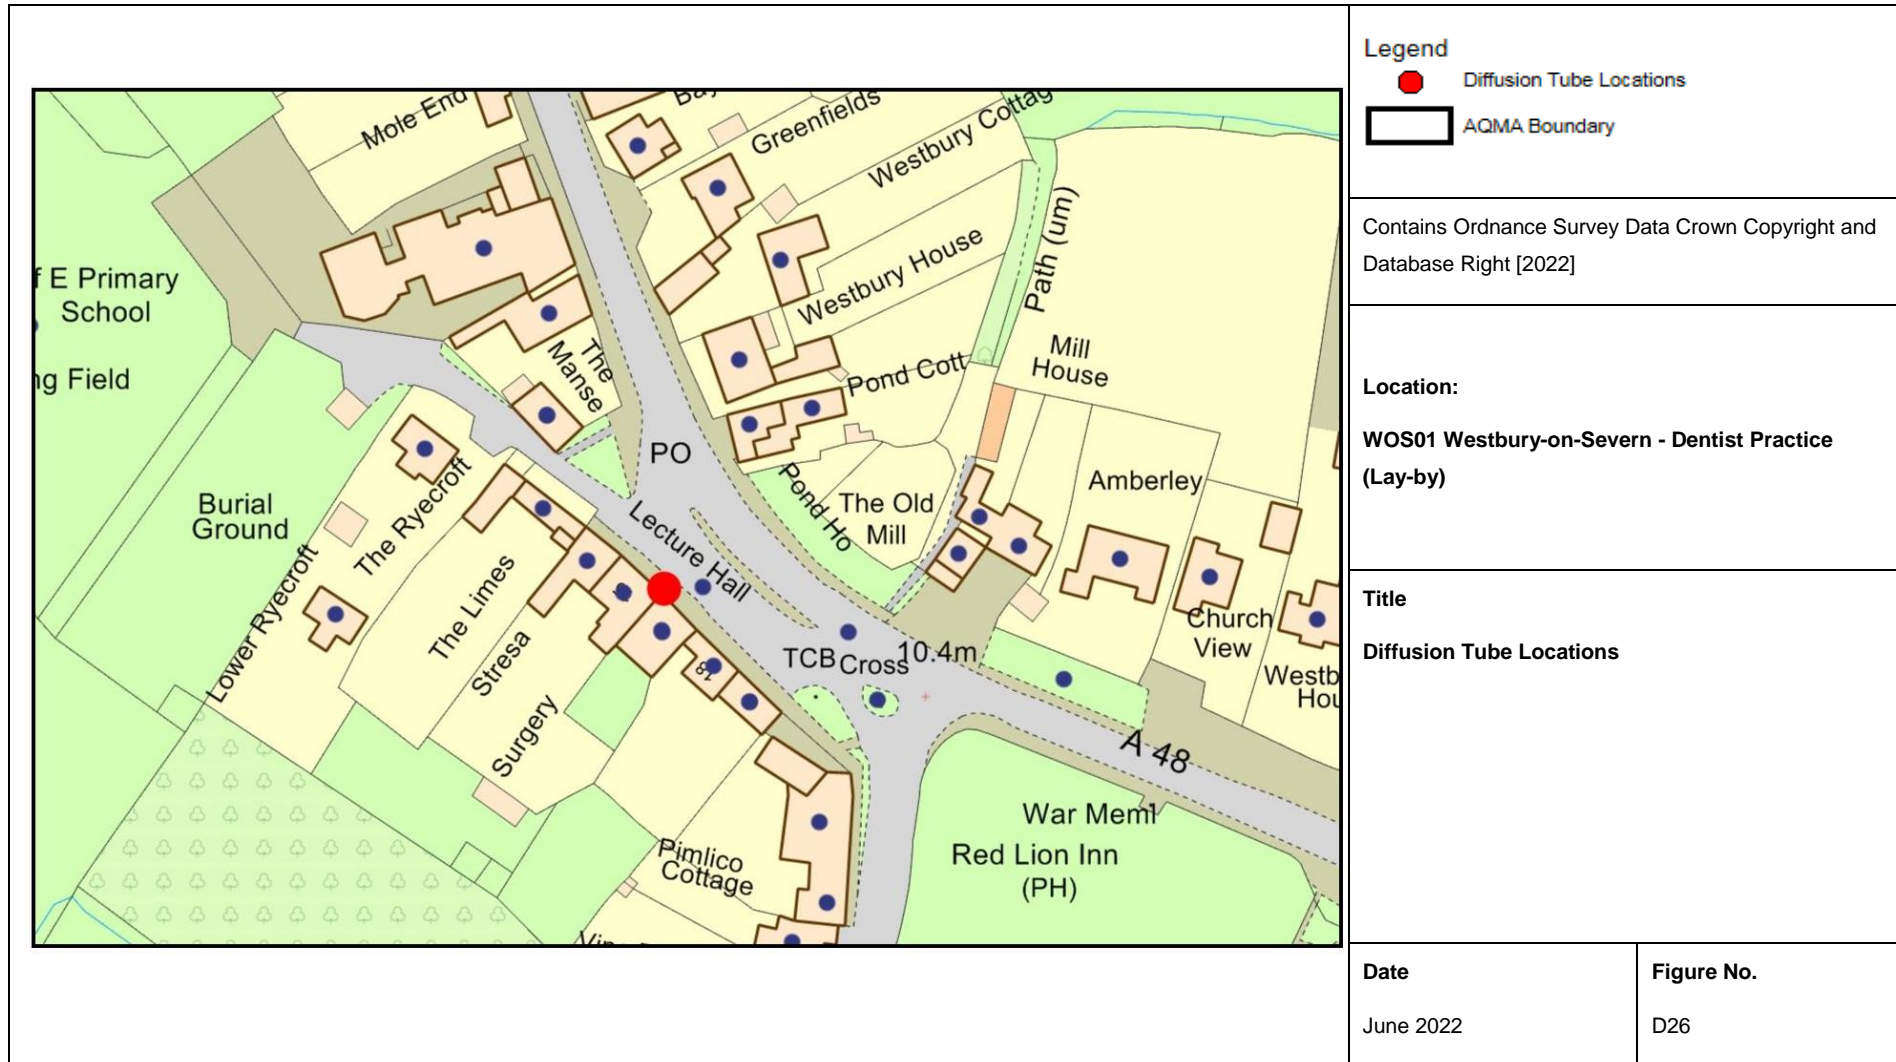 Mole End
Bay
Greenfields
Westbury Cottag
Westbury House
Path (um)
f E Primary
School
ng Field
The
Manse
Pond Cott
Mill
House
PO
Burial
Ground
The Ryecroft
Lower Ryecroft
The Limes
Stresa
Surgery
Lecture Hall
Pond Ho
The Old
Mill
Amberley
Church
View
Westb
Hou
18
TCB
Cross
10.4m
A 48
War Meml
Red Lion Inn
(PH)
Pimlico
Cottage
Legend
Diffusion Tube Locations
AQMA Boundary
Contains Ordnance Survey Data Crown Copyright and
Database Right [2022]
Location:
WOS01 Westbury-on-Severn - Dentist Practice
(Lay-by)
Title
Diffusion Tube Locations
Date
June 2022
Figure No.
D26